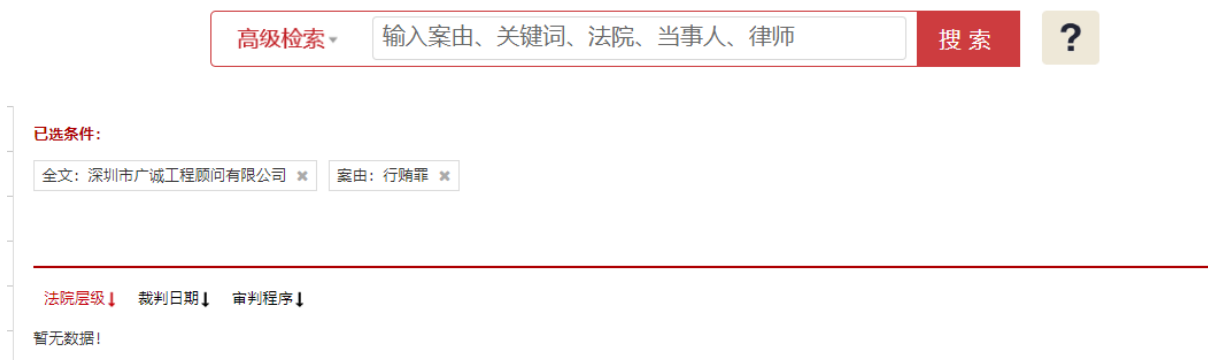 高级检索 输入案由、关键词、法院、当事人、律师 搜索 ?
已选条件：
全文：深圳市广诚工程顾问有限公司 × 案由：行贿罪 ×
法院层级↓ 裁判日期↓ 审判程序↓
暂无数据！